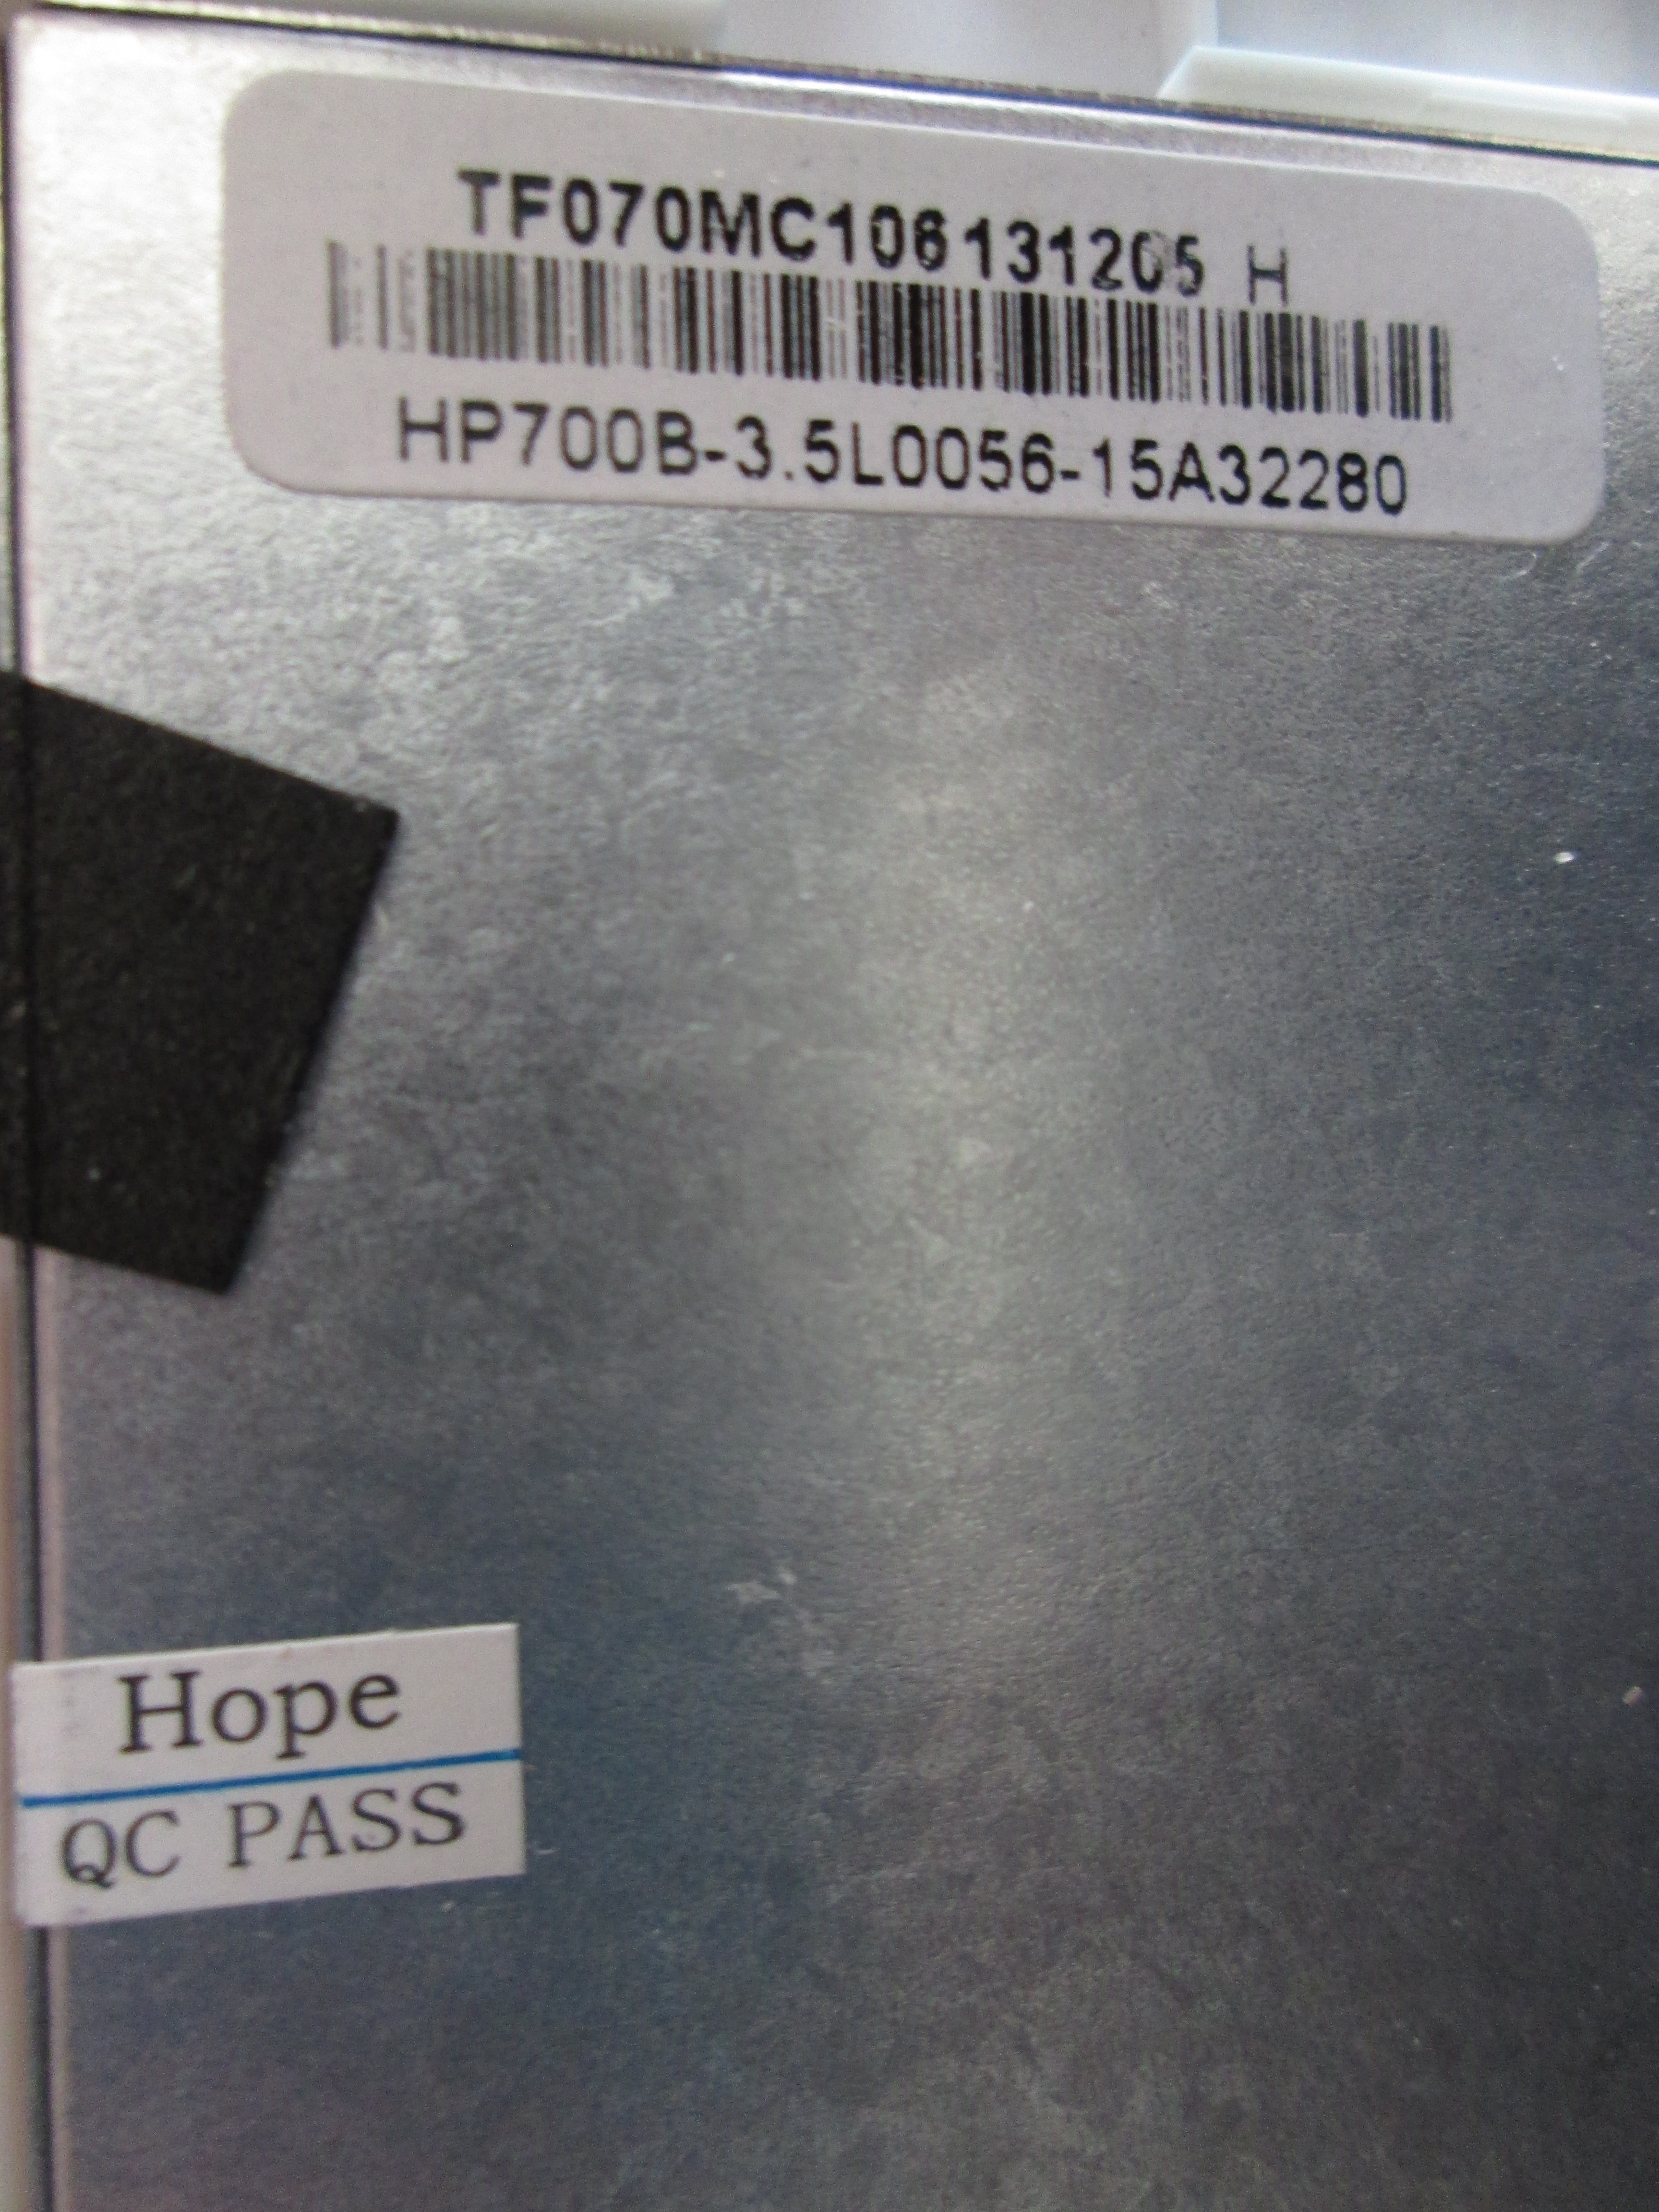 TF070MC106131205 H
HP700B-3.5L0056-15A32280
Hope
QC PASS